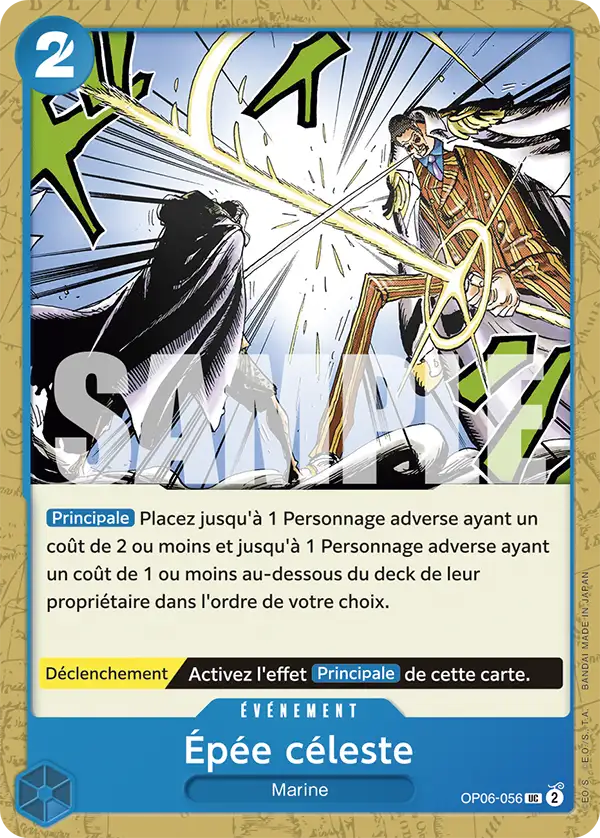 DLICHES EIS MEER
2
SAMPLE
Principale Placez jusqu'à 1 Personnage adverse ayant un
coût de 2 ou moins et jusqu'à 1 Personnage adverse ayant
un coût de 1 ou moins au-dessous du deck de leur
propriétaire dans l'ordre de votre choix.
Déclenchement Activez l'effet Principale de cette carte.
ÉVÉNEMENT
Épée céleste
Marine
OP06-056 UC 2
©E.O./S., T.A. BANDAI MADE IN JAPAN